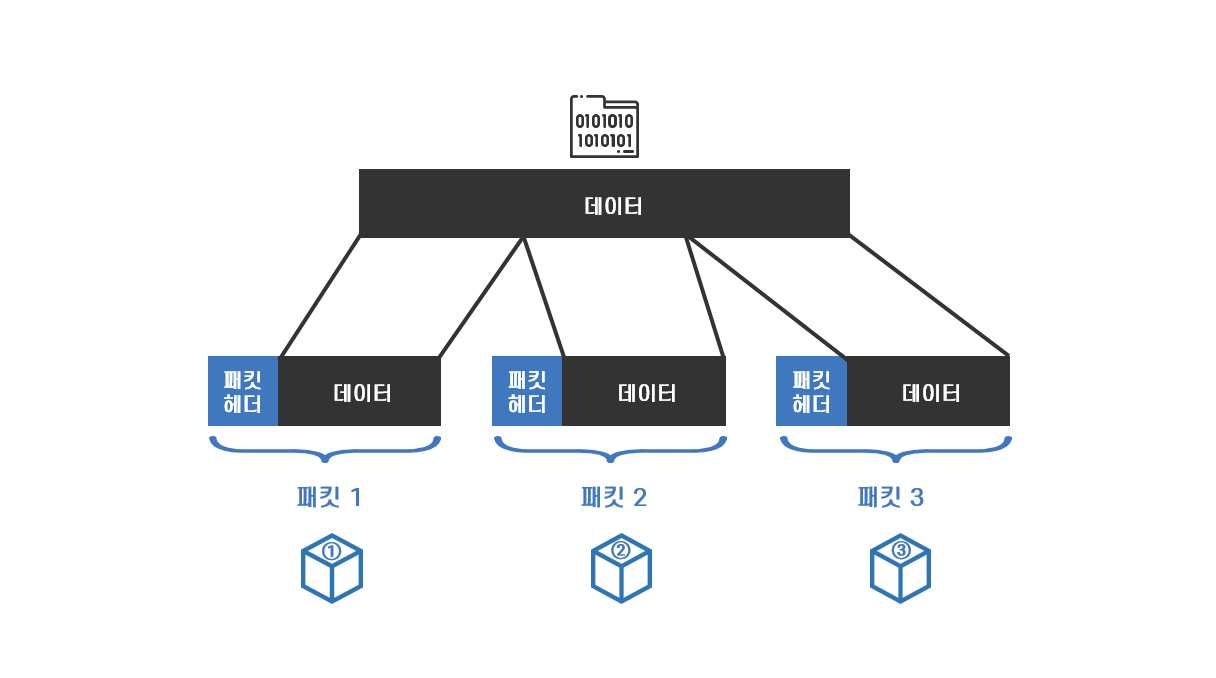 0101010
1010101
데이터
패킷
헤더
데이터
패킷
헤더
데이터
패킷
헤더
데이터
패킷 1
패킷 2
패킷 3
①
②
③